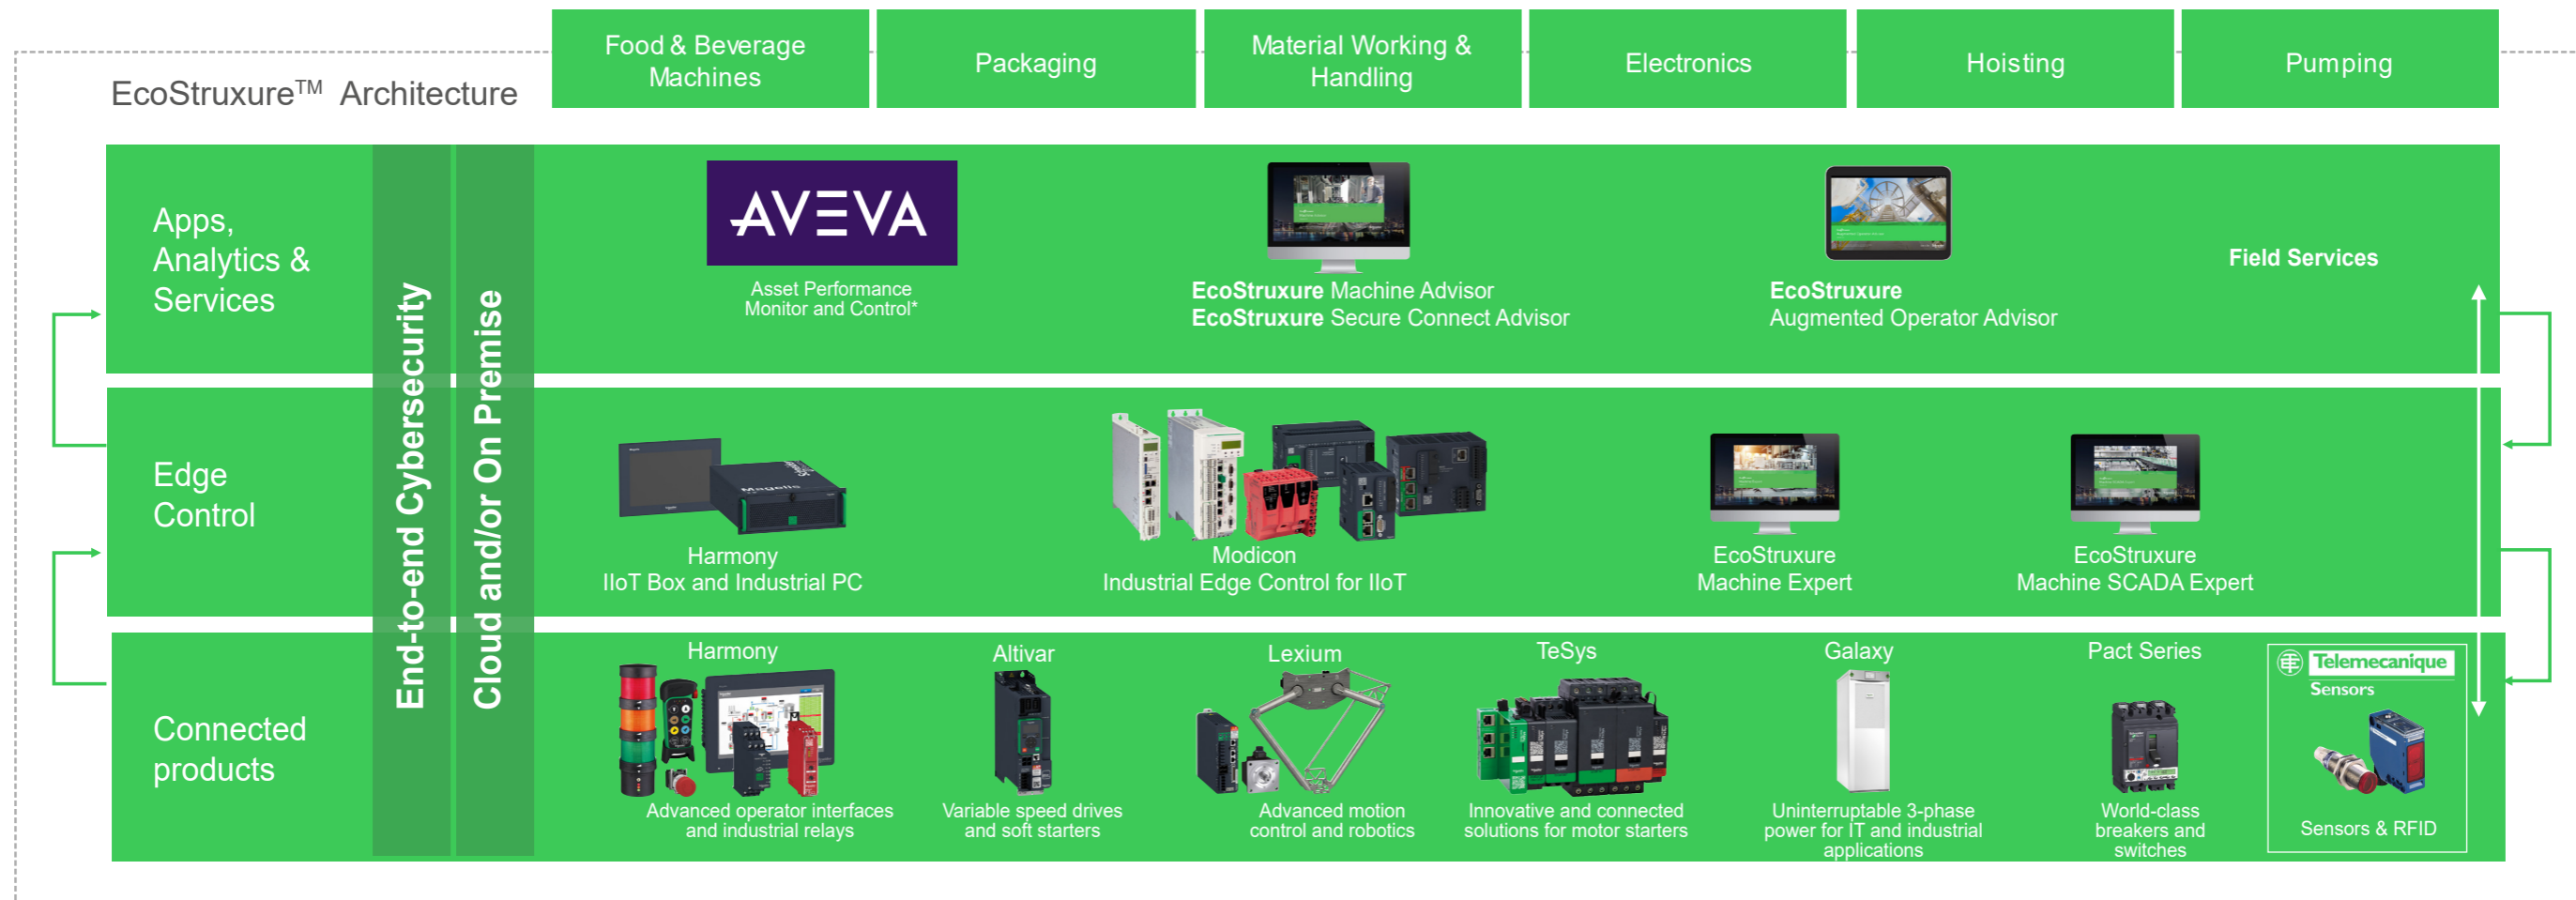 Food & Beverage
Machines
Packaging
Material Working &
Handling
Electronics
Hoisting
Pumping
EcoStruxure™ Architecture
Apps,
Analytics &
Services
End-to-end Cybersecurity
Cloud and/or On Premise
AVEVA
Asset Performance
Monitor and Control*
EcoStruxure Machine Advisor
EcoStruxure Secure Connect Advisor
EcoStruxure
Augmented Operator Advisor
Field Services
Edge
Control
Magelis
Harmony
IIoT Box and Industrial PC
Modicon
Industrial Edge Control for IIoT
EcoStruxure
Machine Expert
EcoStruxure
Machine SCADA Expert
Connected
products
Harmony
Advanced operator interfaces
and industrial relays
Altivar
Variable speed drives
and soft starters
Lexium
Advanced motion
control and robotics
TeSys
Innovative and connected
solutions for motor starters
Galaxy
Uninterruptable 3-phase
power for IT and industrial
applications
Pact Series
World-class
breakers and
switches
Telemecanique
Sensors
Sensors & RFID